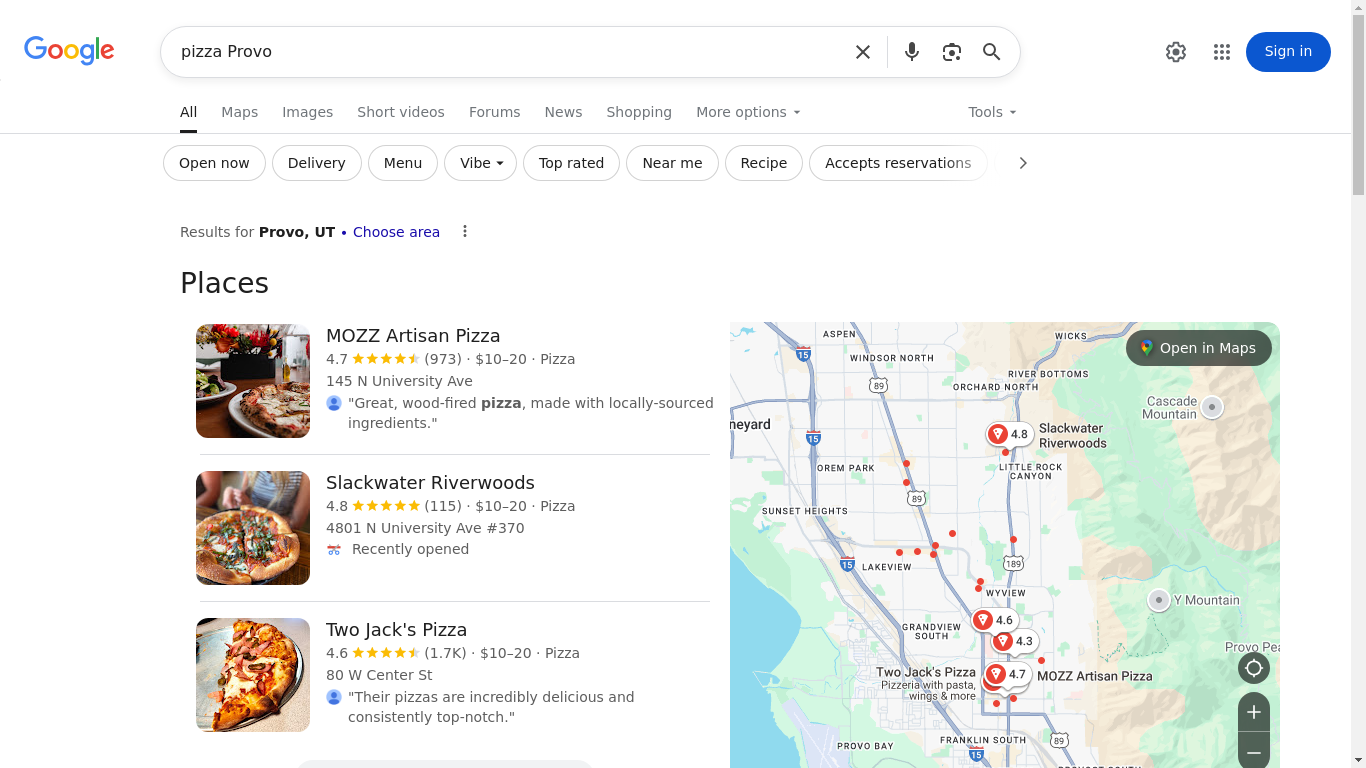 Google
pizza Provo
Sign in
All
Maps
Images
Short videos
Forums
News
Shopping
More options
Tools
Open now
Delivery
Menu
Vibe
Top rated
Near me
Recipe
Accepts reservations
Results for Provo, UT • Choose area
Places
MOZZ Artisan Pizza
4.7 (973) · $10–20 · Pizza
145 N University Ave
"Great, wood-fired pizza, made with locally-sourced
ingredients."
Slackwater Riverwoods
4.8 (115) · $10–20 · Pizza
4801 N University Ave #370
Recently opened
Two Jack's Pizza
4.6 (1.7K) · $10–20 · Pizza
80 W Center St
"Their pizzas are incredibly delicious and
consistently top-notch."
Open in Maps
ASPEN
WICKS
15
WINDSOR NORTH
RIVER BOTTOMS
89
ORCHARD NORTH
Cascade
Mountain
neyard
15
4.8
Slackwater
Riverwoods
OREM PARK
LITTLE ROCK
CANYON
89
SUNSET HEIGHTS
15
LAKEVIEW
189
WYVIEW
Y Mountain
4.6
GRANDVIEW
SOUTH
4.3
Provo Pea
Two Jack's Pizza
Pizzeria with pasta,
wings & more
4.7
MOZZ Artisan Pizza
FRANKLIN SOUTH
89
PROVO BAY
15